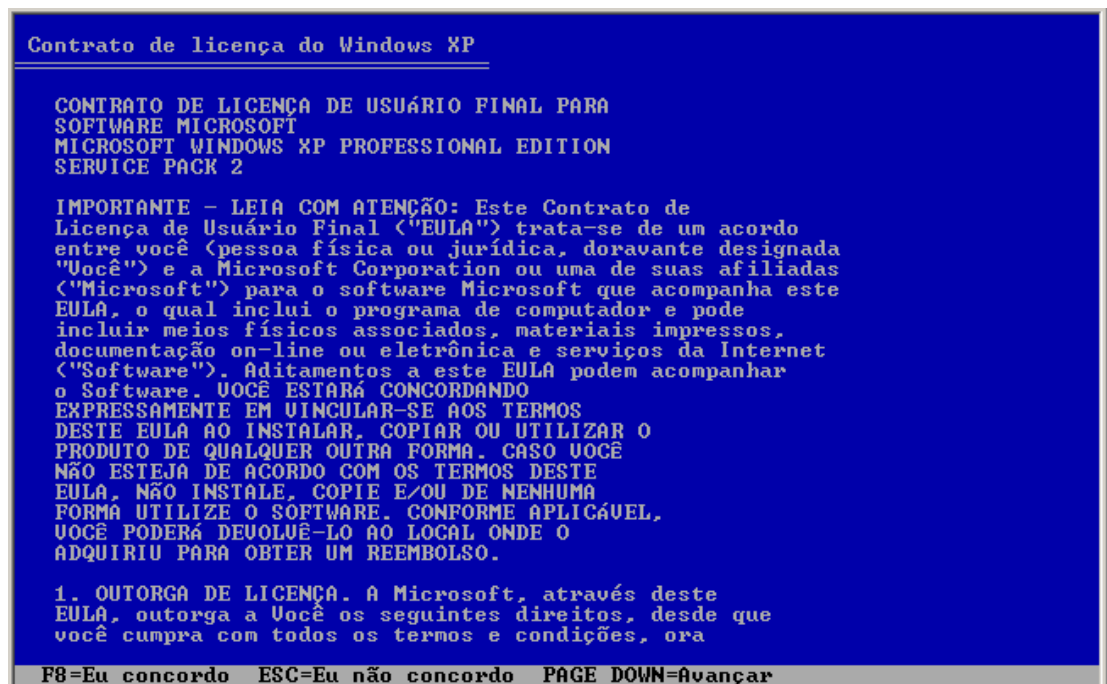 Contrato de licença do Windows XP
CONTRATO DE LICENÇA DE USUáRIO FINAL PARA
SOFTWARE MICROSOFT
MICROSOFT WINDOWS XP PROFESSIONAL EDITION
SERVICE PACK 2
IMPORTANTE - LEIA COM ATENÇÃO: Este Contrato de
Licença de Usuário Final ("EULA") trata-se de um acordo
entre você (pessoa física ou jurídica, doravante designada
"Você") e a Microsoft Corporation ou uma de suas afiliadas
("Microsoft") para o software Microsoft que acompanha este
EULA, o qual inclui o programa de computador e pode
incluir meios físicos associados, materiais impressos,
documentação on-line ou eletrônica e serviços da Internet
("Software"). Aditamentos a este EULA podem acompanhar
o Software. VOCÊ ESTARá CONCORDANDO
EXPRESSAMENTE EM VINCULAR-SE AOS TERMOS
DESTE EULA AO INSTALAR, COPIAR OU UTILIZAR O
PRODUTO DE QUALQUER OUTRA FORMA. CASO VOCÊ
NÃO ESTEJA DE ACORDO COM OS TERMOS DESTE
EULA, NÃO INSTALE, COPIE E/OU DE NENHUMA
FORMA UTILIZE O SOFTWARE. CONFORME APLICáVEL,
VOCÊ PODERá DEVOLVÊ-LO AO LOCAL ONDE O
ADQUIRIU PARA OBTER UM REEMBOLSO.
1. OUTORGA DE LICENÇA. A Microsoft, através deste
EULA, outorga a Você os seguintes direitos, desde que
você cumpra com todos os termos e condições, ora
F8=Eu concordo  ESC=Eu não concordo  PAGE DOWN=Avançar